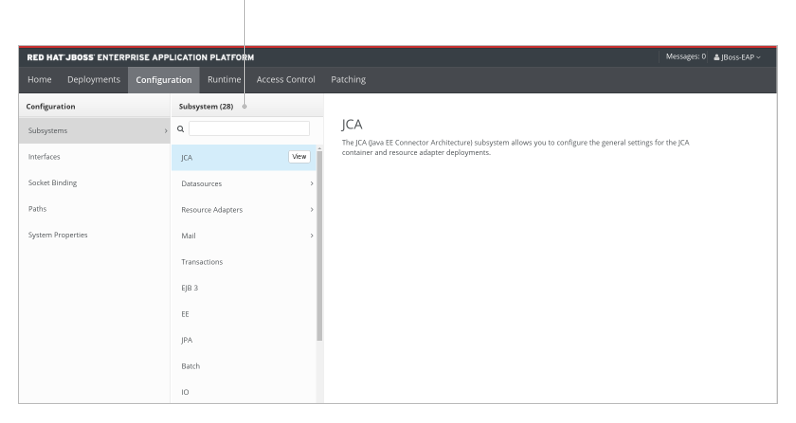 RED HAT JBOSS ENTERPRISE APPLICATION PLATFORM
Messages: 0 JBoss-EAP
Home Deployments Configuration Runtime Access Control Patching
Configuration
Subsystems
Interfaces
Socket Binding
Paths
System Properties
Subsystem (28)
JCA View
Datasources
Resource Adapters
Mail
Transactions
EJB 3
EE
JPA
Batch
IO
JCA
The JCA (Java EE Connector Architecture) subsystem allows you to configure the general settings for the JCA
container and resource adapter deployments.